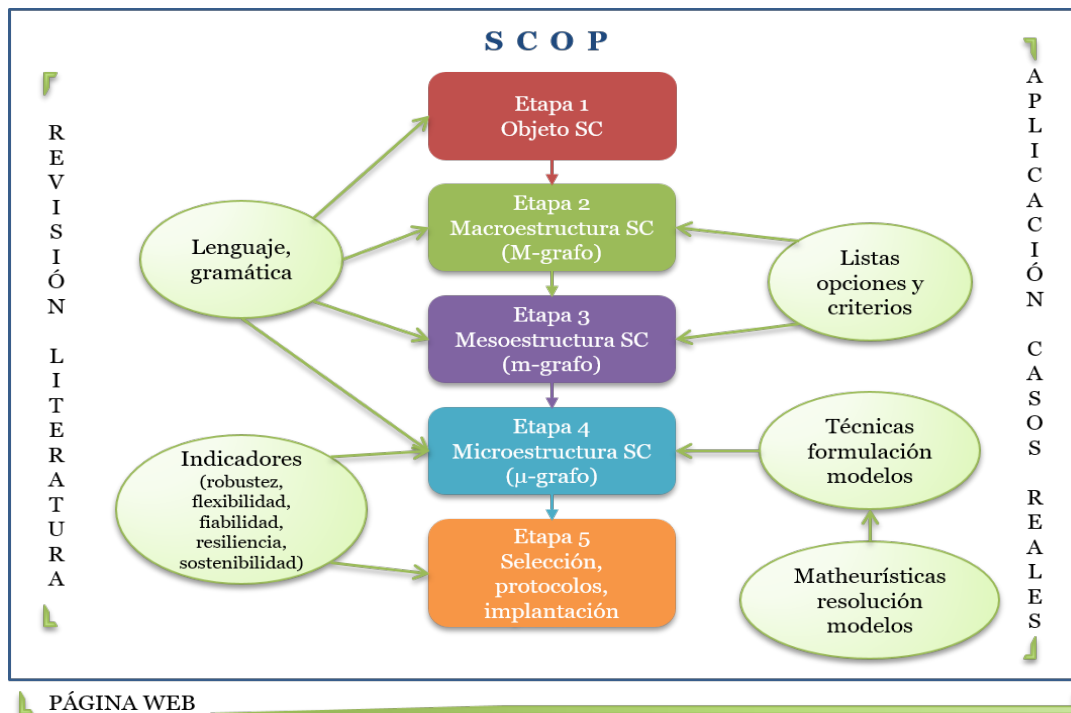 SCOP
REVISIÓN LITERATURA
Etapa 1
Objeto SC
Etapa 2
Macroestructura SC
(M-grafo)
Etapa 3
Mesoestructura SC
(m-grafo)
Etapa 4
Microestructura SC
(µ-grafo)
Etapa 5
Selección,
protocolos,
implantación
Lenguaje,
gramática
Indicadores
(robustez,
flexibilidad,
fiabilidad,
resiliencia,
sostenibilidad)
Listas
opciones y
criterios
Técnicas
formulación
modelos
Matheurísticas
resolución
modelos
APLICACIÓN CASOS REALES
PÁGINA WEB